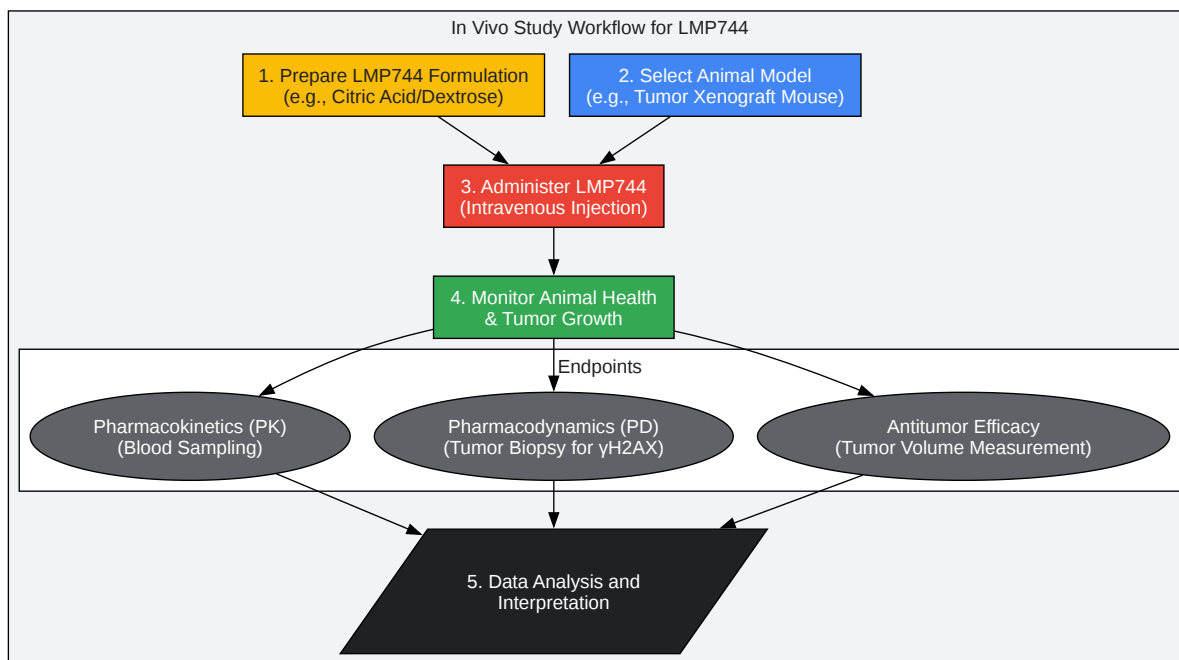 In Vivo Study Workflow for LMP744
1. Prepare LMP744 Formulation
(e.g., Citric Acid/Dextrose)
2. Select Animal Model
(e.g., Tumor Xenograft Mouse)
3. Administer LMP744
(Intravenous Injection)
4. Monitor Animal Health
& Tumor Growth
Endpoints
Pharmacokinetics (PK)
(Blood Sampling)
Pharmacodynamics (PD)
(Tumor Biopsy for γH2AX)
Antitumor Efficacy
(Tumor Volume Measurement)
5. Data Analysis and
Interpretation